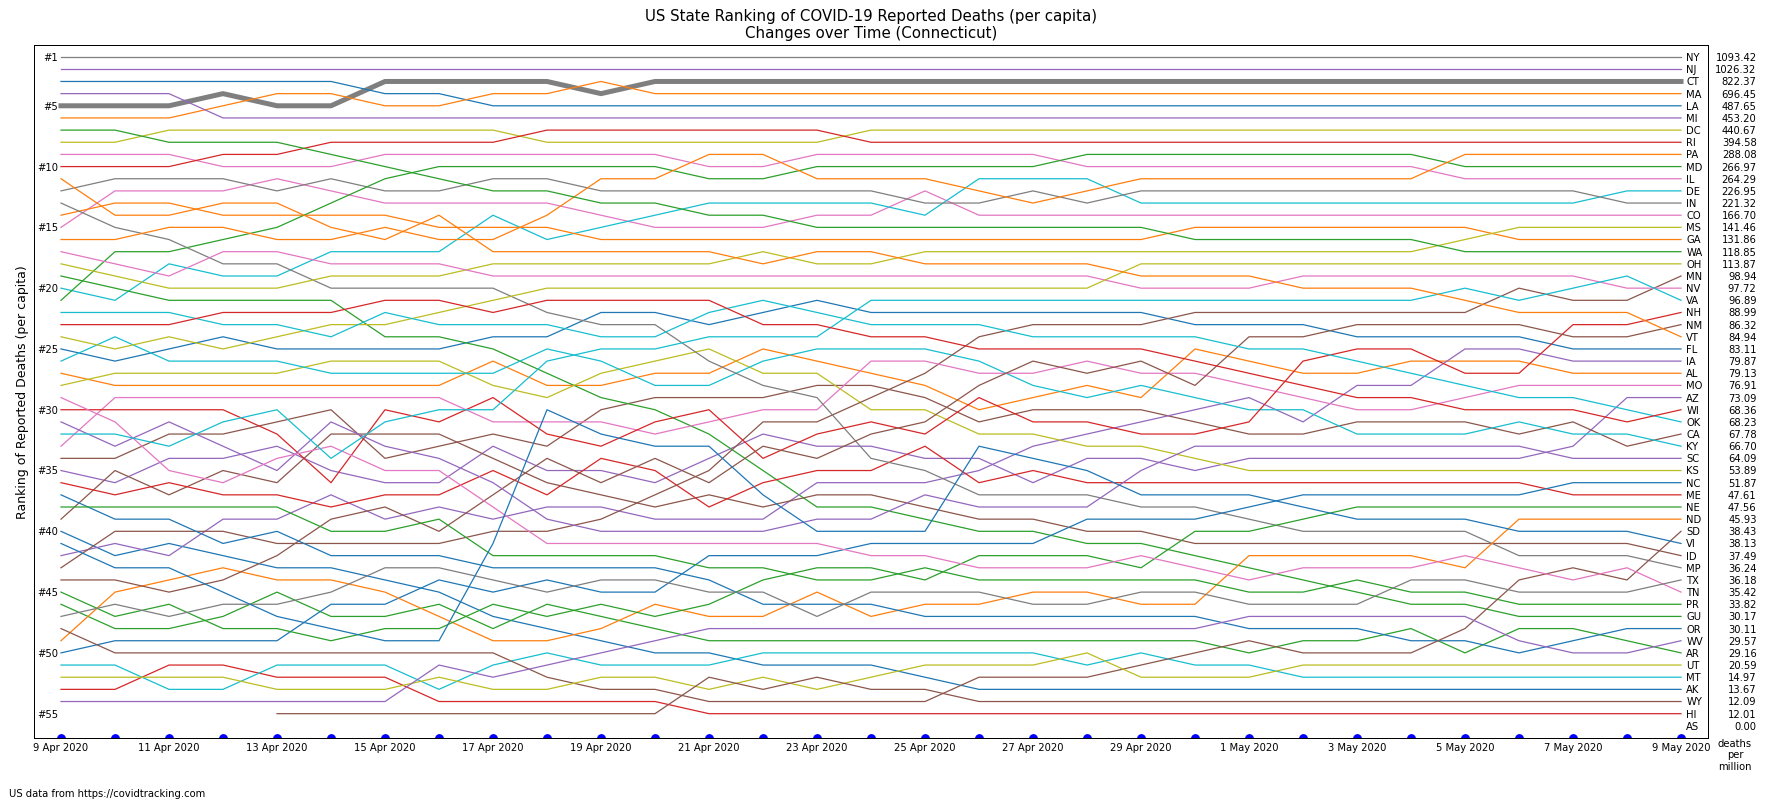 US State Ranking of COVID-19 Reported Deaths (per capita)
Changes over Time (Connecticut)
Ranking of Reported Deaths (per capita)
#1
#5
#10
#15
#20
#25
#30
#35
#40
#45
#50
#55
NY 1093.42
NJ 1026.32
CT 822.37
MA 696.45
LA 487.65
MI 453.20
DC 440.67
RI 394.58
PA 288.08
MD 266.97
IL 264.29
DE 226.95
IN 221.32
CO 166.70
MS 141.46
GA 131.86
WA 118.85
OH 113.87
MN 98.94
NV 97.72
VA 96.89
NH 88.99
NM 86.32
VT 84.94
FL 83.11
IA 79.87
AL 79.13
MO 76.91
AZ 73.09
WI 68.36
OK 68.23
CA 67.78
KY 66.70
SC 64.09
KS 53.89
NC 51.87
ME 47.61
NE 47.56
ND 45.93
SD 38.43
VI 38.13
ID 37.49
MP 36.24
TX 36.18
TN 35.42
PR 33.82
GU 30.17
OR 30.11
WV 29.57
AR 29.16
UT 20.59
MT 14.97
AK 13.67
WY 12.09
HI 12.01
AS 0.00
9 Apr 2020 11 Apr 2020 13 Apr 2020 15 Apr 2020 17 Apr 2020 19 Apr 2020 21 Apr 2020 23 Apr 2020 25 Apr 2020 27 Apr 2020 29 Apr 2020 1 May 2020 3 May 2020 5 May 2020 7 May 2020 9 May 2020
deaths
per
million
US data from https://covidtracking.com